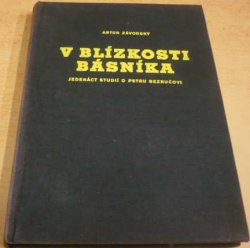 ARTUR ZÁVODSKÝ
V BLÍZKOSTI
BÁSNÍKA
JEDENÁCT STUDIÍ O PETRU BEZRUČOVI